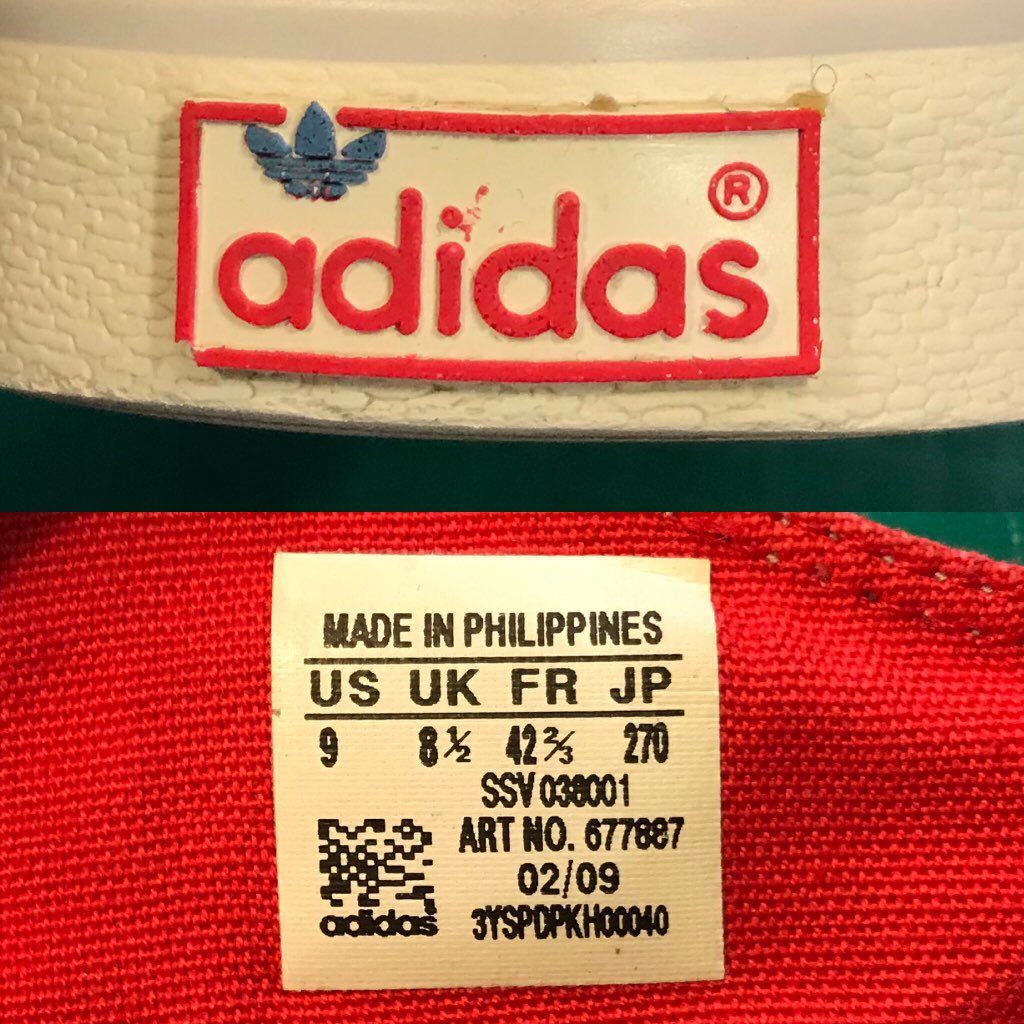 adidas ®
MADE IN PHILIPPINES
US UK FR JP
9 8½ 42⅔ 270
SSV 038001
ART NO. 677887
02/09
3YSPDPKH00040
adidas